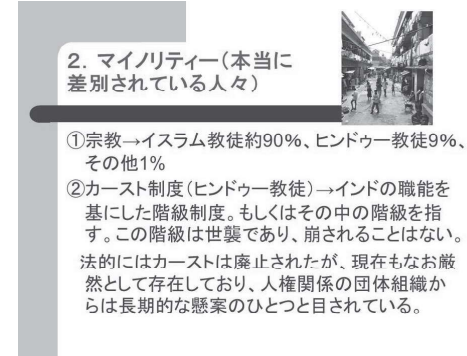 2．マイノリティー（本当に
差別されている人々）
①宗教→イスラム教徒約90％、ヒンドゥー教徒9％、
その他1％
②カースト制度（ヒンドゥー教徒）→インドの職能を
基にした階級制度。もしくはその中の階級を指
す。この階級は世襲であり、崩されることはない。
法的にはカーストは廃止されたが、現在もなお厳
然として存在しており、人権関係の団体組織か
らは長期的な懸案のひとつと目されている。